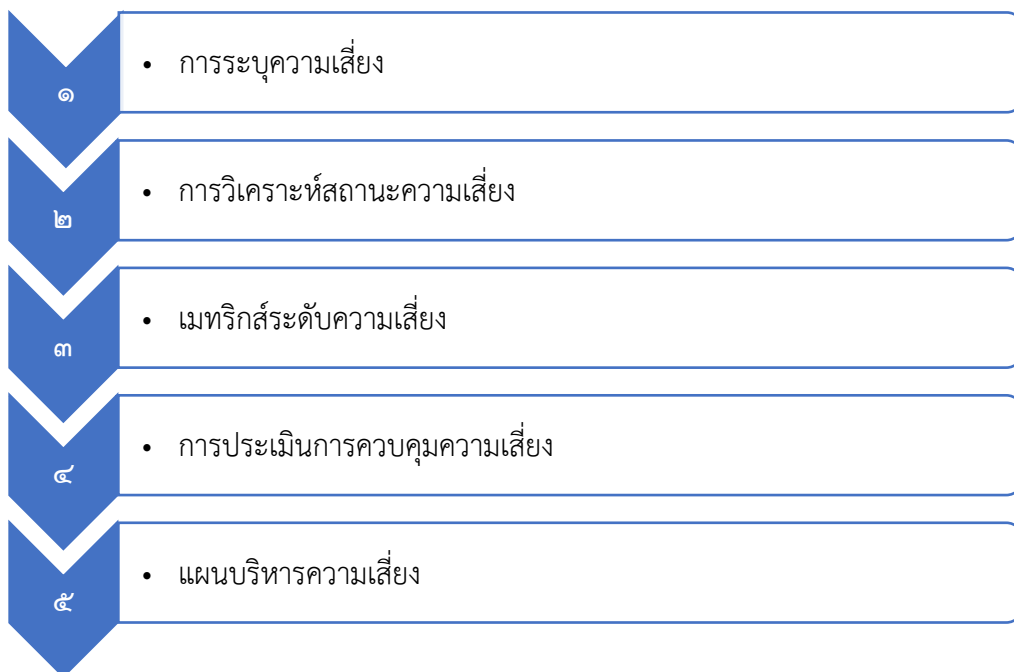 ๑
• การระบุความเสี่ยง
๒
• การวิเคราะห์สถานะความเสี่ยง
๓
• เมทริกส์ระดับความเสี่ยง
๔
• การประเมินการควบคุมความเสี่ยง
๕
• แผนบริหารความเสี่ยง